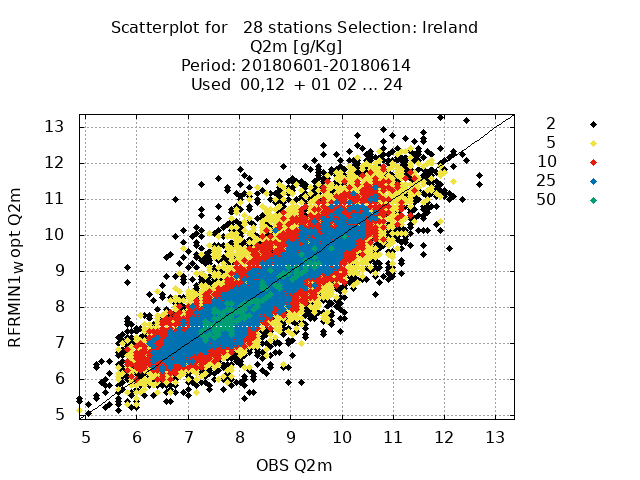 Scatterplot for   28 stations Selection: Ireland
Q2m [g/Kg]
Period: 20180601-20180614
Used  00,12  + 01 02 ... 24
2
5
10
25
50
13
12
11
10
9
8
7
6
5
RFRMIN1w opt Q2m
5 6 7 8 9 10 11 12 13
OBS Q2m